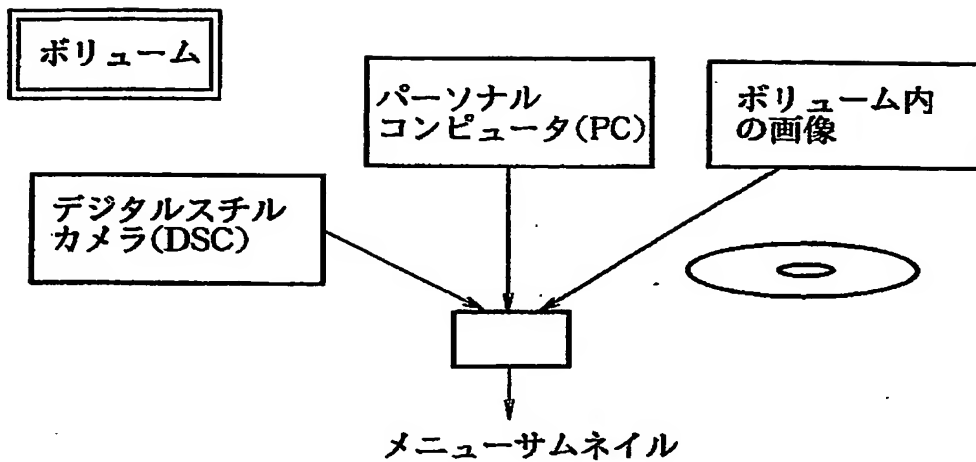 ボリューム
パーソナル
コンピュータ(PC)
ボリューム内
の画像
デジタルスチル
カメラ(DSC)
メニューサムネイル